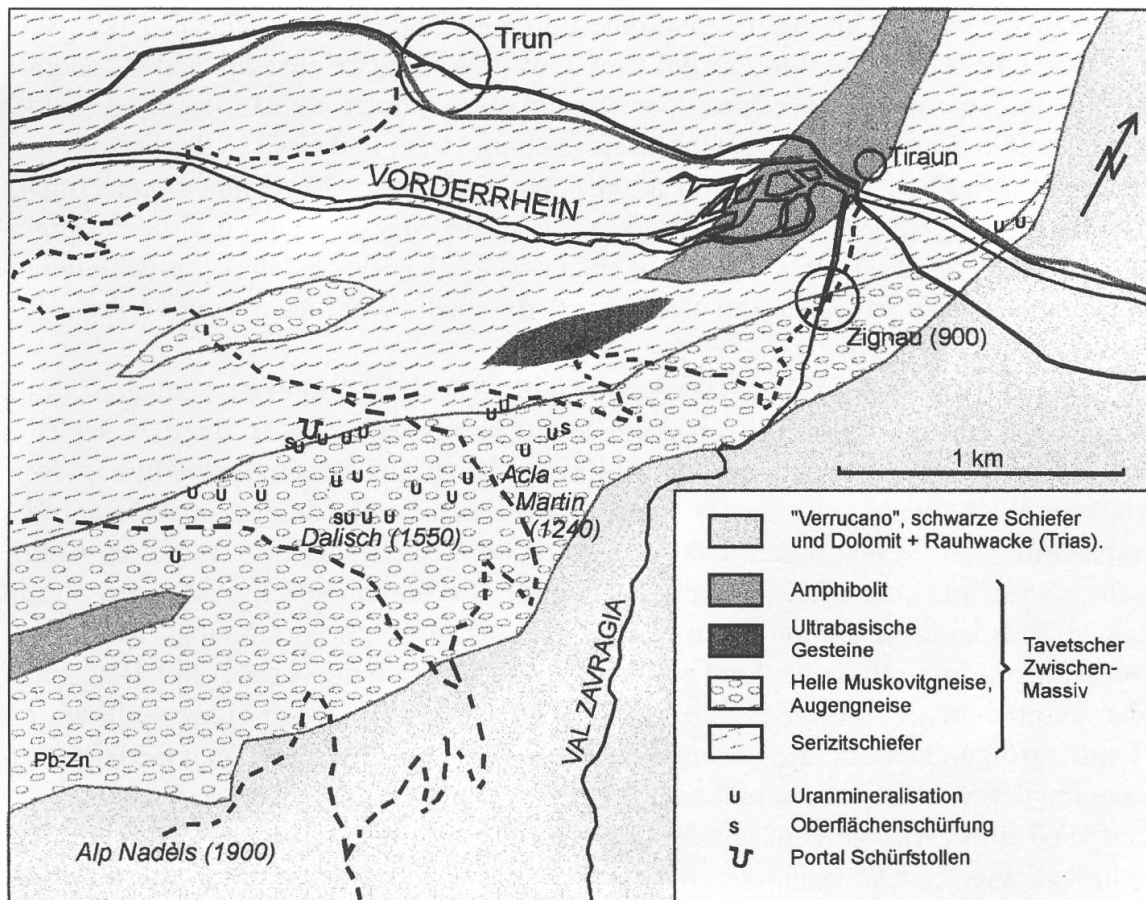 Trun
Tiraun
N
VORDERRHEIN
U U
Zignau (900)
U U
U S
S U U U U
U
1 km
Acla
Martin
(1240)
U U
U
U U
U U U
SU U U
Dalisch (1550)
U
VAL ZAVRAGIA
Pb-Zn
Alp Nadèls (1900)
"Verrucano", schwarze Schiefer
und Dolomit + Rauhwacke (Trias).
Amphibolit
Ultrabasische
Gesteine
Helle Muskovitgneise,
Augengneise
Serizitschiefer
Tavetscher
Zwischen-
Massiv
U Uranmineralisation
S Oberflächenschürfung
Portal Schürfstollen